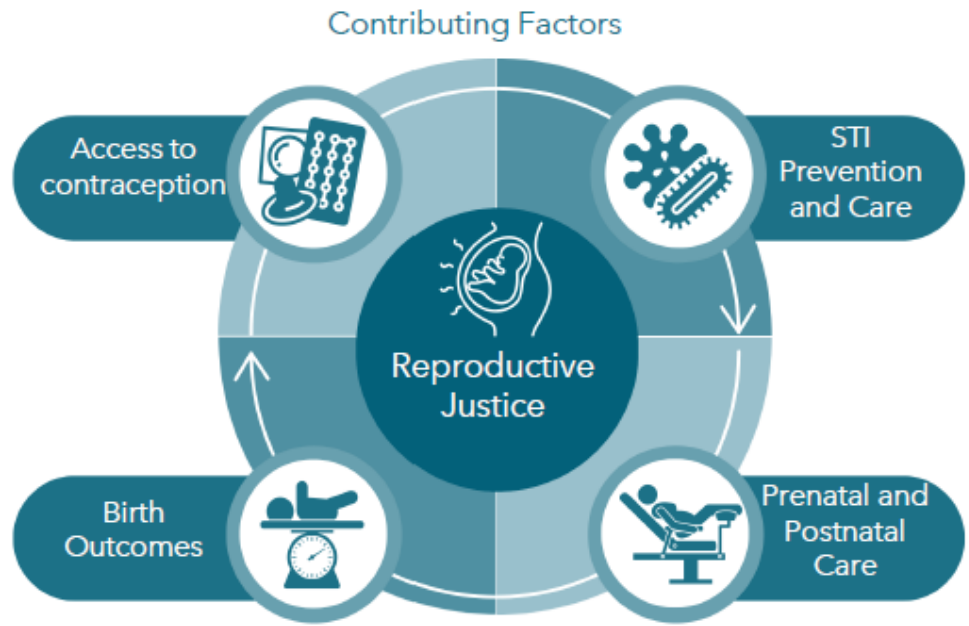 Contributing Factors
Access to
contraception
STI
Prevention
and Care
Reproductive
Justice
Birth
Outcomes
Prenatal and
Postnatal
Care